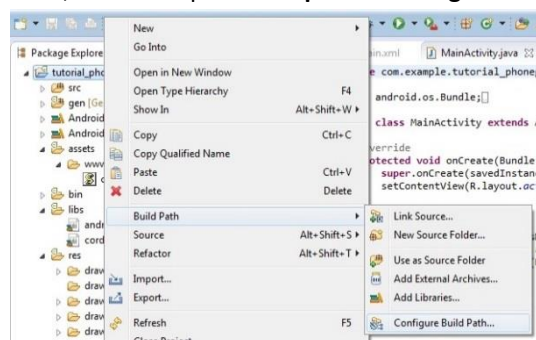 New
Go Into
Open in New Window
Open Type Hierarchy F4
Show In Alt+Shift+W
Copy Ctrl+C
Copy Qualified Name
Paste Ctrl+V
Delete Delete
Build Path
Source Alt+Shift+S
Refactor Alt+Shift+T
Import...
Export...
Refresh F5
Link Source...
New Source Folder...
Use as Source Folder
Add External Archives...
Add Libraries...
Configure Build Path...
Package Explore
tutorial_pho
src
gen [Ge
Android
Android
assets
www
bin
libs
andr
cord
res
draw
draw
draw
draw
draw
ain.xml
MainActivity.java
e com.example.tutorial_phone
android.os.Bundle;
class MainActivity extends
verride
otected void onCreate(Bundle
super.onCreate(savedInstan
setContentView(R.layout.ac